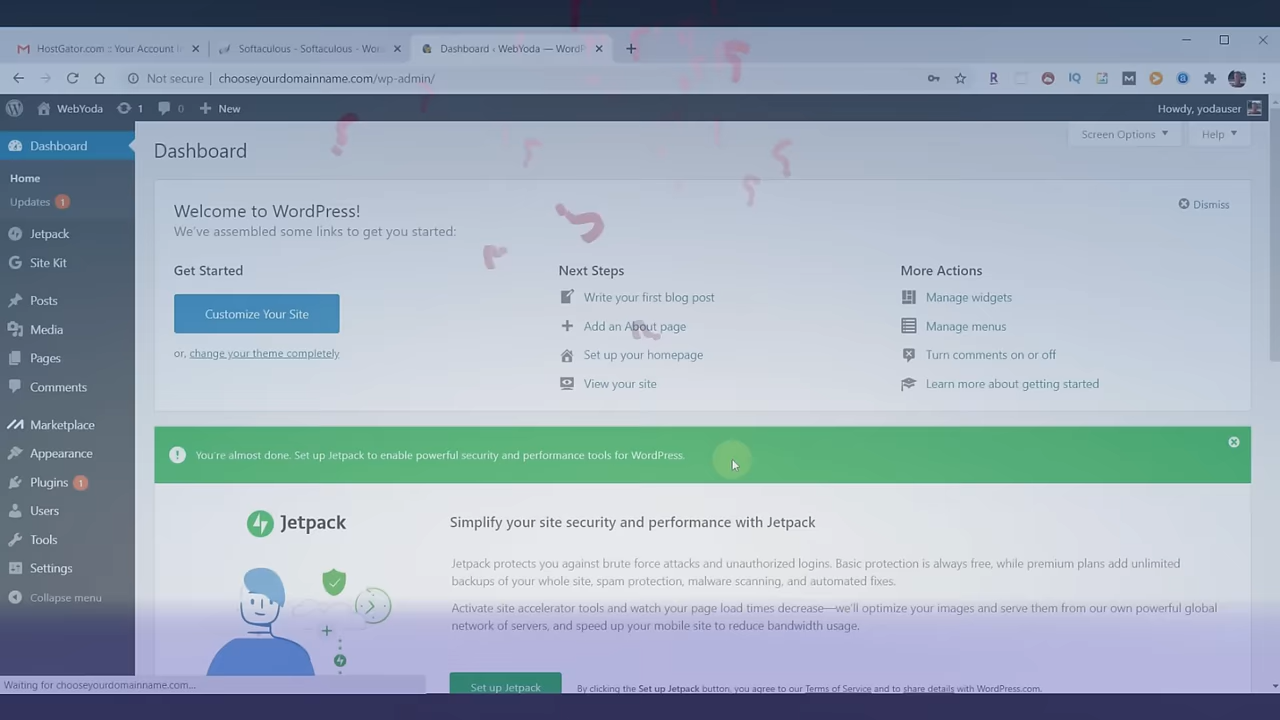 HostGator.com :: Your Account I
Softaculous - Softaculous - Wor
Dashboard ‹ WebYoda — WordP
Not secure
chooseyourdomainname.com/wp-admin/
WebYoda
1
0
New
Howdy, yodauser
Dashboard
Home
Updates 1
Jetpack
Site Kit
Posts
Media
Pages
Comments
Marketplace
Appearance
Plugins 1
Users
Tools
Settings
Collapse menu
Dashboard
Screen Options
Help
Welcome to WordPress!
Dismiss
We've assembled some links to get you started:
Get Started
Customize Your Site
or, change your theme completely
Next Steps
Write your first blog post
Add an About page
Set up your homepage
View your site
More Actions
Manage widgets
Manage menus
Turn comments on or off
Learn more about getting started
You're almost done. Set up Jetpack to enable powerful security and performance tools for WordPress.
Jetpack
Simplify your site security and performance with Jetpack
Jetpack protects you against brute force attacks and unauthorized logins. Basic protection is always free, while premium plans add unlimited
backups of your whole site, spam protection, malware scanning, and automated fixes.
Activate site accelerator tools and watch your page load times decrease—we'll optimize your images and serve them from our own powerful global
network of servers, and speed up your mobile site to reduce bandwidth usage.
Set up Jetpack
By clicking the Set up Jetpack button, you agree to our Terms of Service and to share details with WordPress.com.
Waiting for chooseyourdomainname.com...